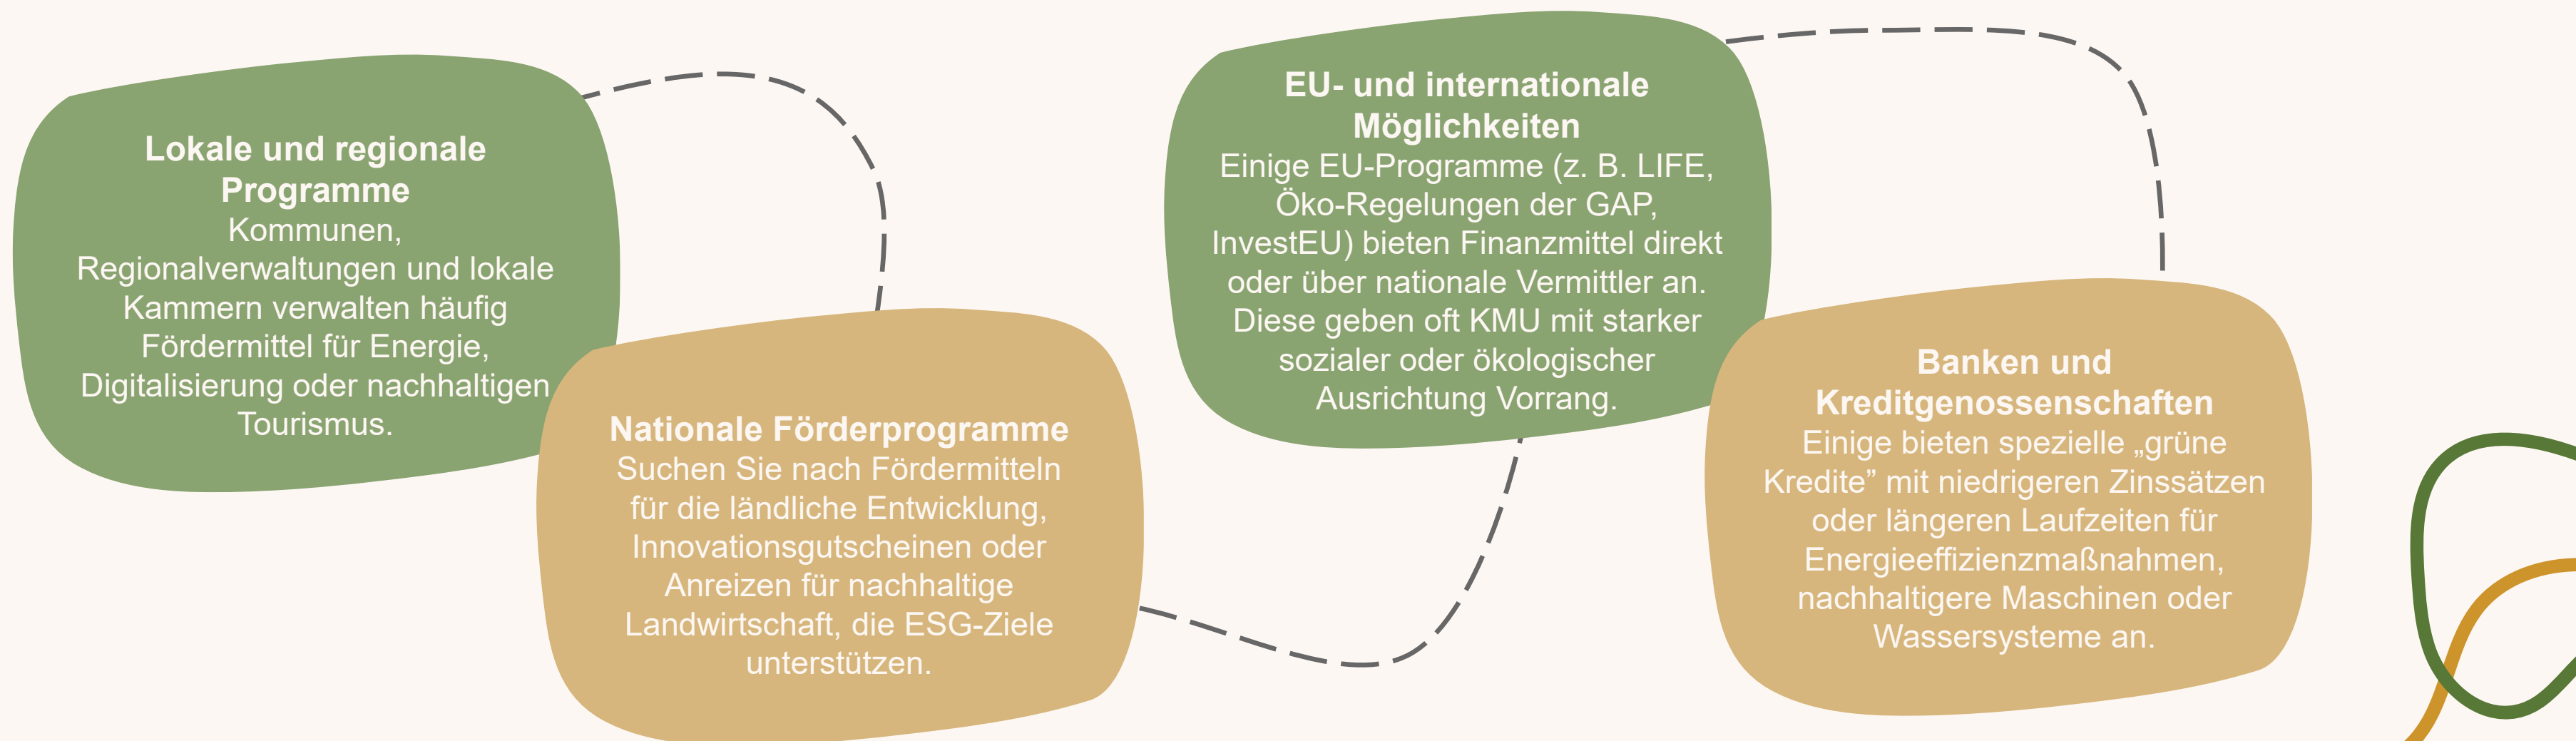 Lokale und regionale
Programme
Kommunen,
Regionalverwaltungen und lokale
Kammern verwalten häufig
Fördermittel für Energie,
Digitalisierung oder nachhaltigen
Tourismus.
Nationale Förderprogramme
Suchen Sie nach Fördermitteln
für die ländliche Entwicklung,
Innovationsgutscheinen oder
Anreizen für nachhaltige
Landwirtschaft, die ESG-Ziele
unterstützen.
EU- und internationale
Möglichkeiten
Einige EU-Programme (z. B. LIFE,
Öko-Regelungen der GAP,
InvestEU) bieten Finanzmittel direkt
oder über nationale Vermittler an.
Diese geben oft KMU mit starker
sozialer oder ökologischer
Ausrichtung Vorrang.
Banken und
Kreditgenossenschaften
Einige bieten spezielle „grüne
Kredite” mit niedrigeren Zinssätzen
oder längeren Laufzeiten für
Energieeffizienzmaßnahmen,
nachhaltigere Maschinen oder
Wassersysteme an.